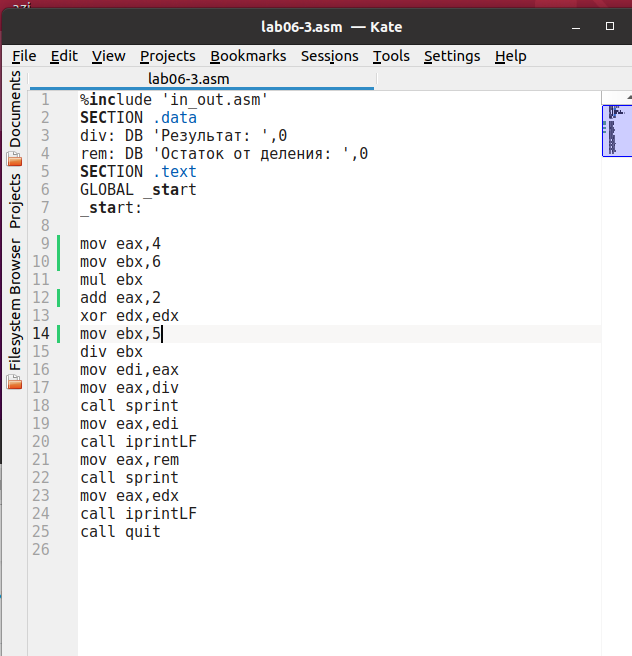 lab06-3.asm — Kate
File Edit View Projects Bookmarks Sessions Tools Settings Help
lab06-3.asm
Documents
Projects
Filesystem Browser
1 %include 'in_out.asm'
2 SECTION .data
3 div: DB 'Результат: ',0
4 rem: DB 'Остаток от деления: ',0
5 SECTION .text
6 GLOBAL _start
7 _start:
8
9 mov eax,4
10 mov ebx,6
11 mul ebx
12 add eax,2
13 xor edx,edx
14 mov ebx,5
15 div ebx
16 mov edi,eax
17 mov eax,div
18 call sprint
19 mov eax,edi
20 call iprintLF
21 mov eax,rem
22 call sprint
23 mov eax,edx
24 call iprintLF
25 call quit
26